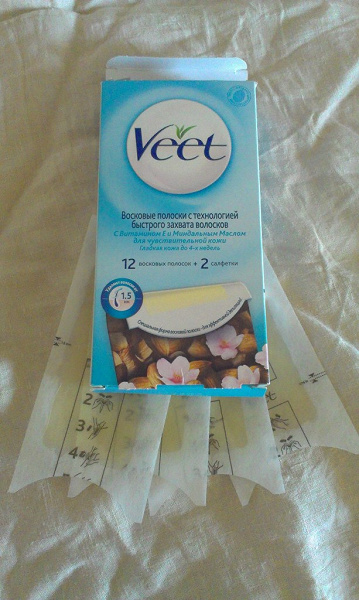 Veet
Восковые полоски с технологией
быстрого захвата волосков
С Витамином Е и Миндальным Маслом
для чувствительной кожи
Гладкая кожа до 4-х недель
12 восковых полосок + 2 салфетки
1,5
мм
2
3
4